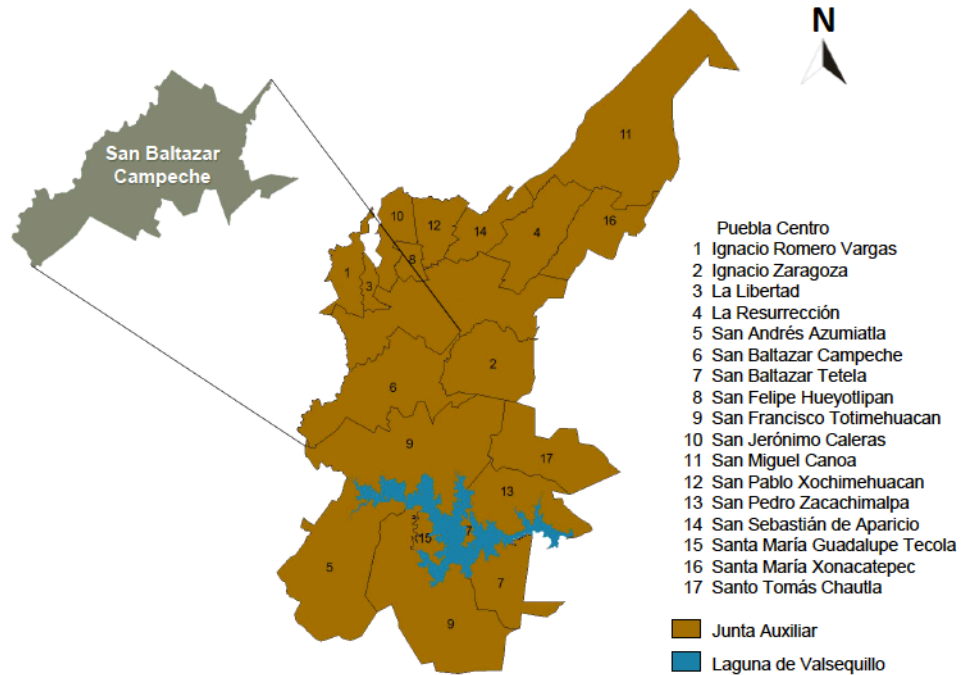 N
San Baltazar
Campeche
11
10
12
14
4
16
8
1
3
2
6
9
17
13
15
7
5
7
9
Puebla Centro
1 Ignacio Romero Vargas
2 Ignacio Zaragoza
3 La Libertad
4 La Resurrección
5 San Andrés Azumiatla
6 San Baltazar Campeche
7 San Baltazar Tetela
8 San Felipe Hueyotlipan
9 San Francisco Totimehuacan
10 San Jerónimo Caleras
11 San Miguel Canoa
12 San Pablo Xochimehuacan
13 San Pedro Zacachimalpa
14 San Sebastián de Aparicio
15 Santa María Guadalupe Tecola
16 Santa María Xonacatepec
17 Santo Tomás Chautla
Junta Auxiliar
Laguna de Valsequillo